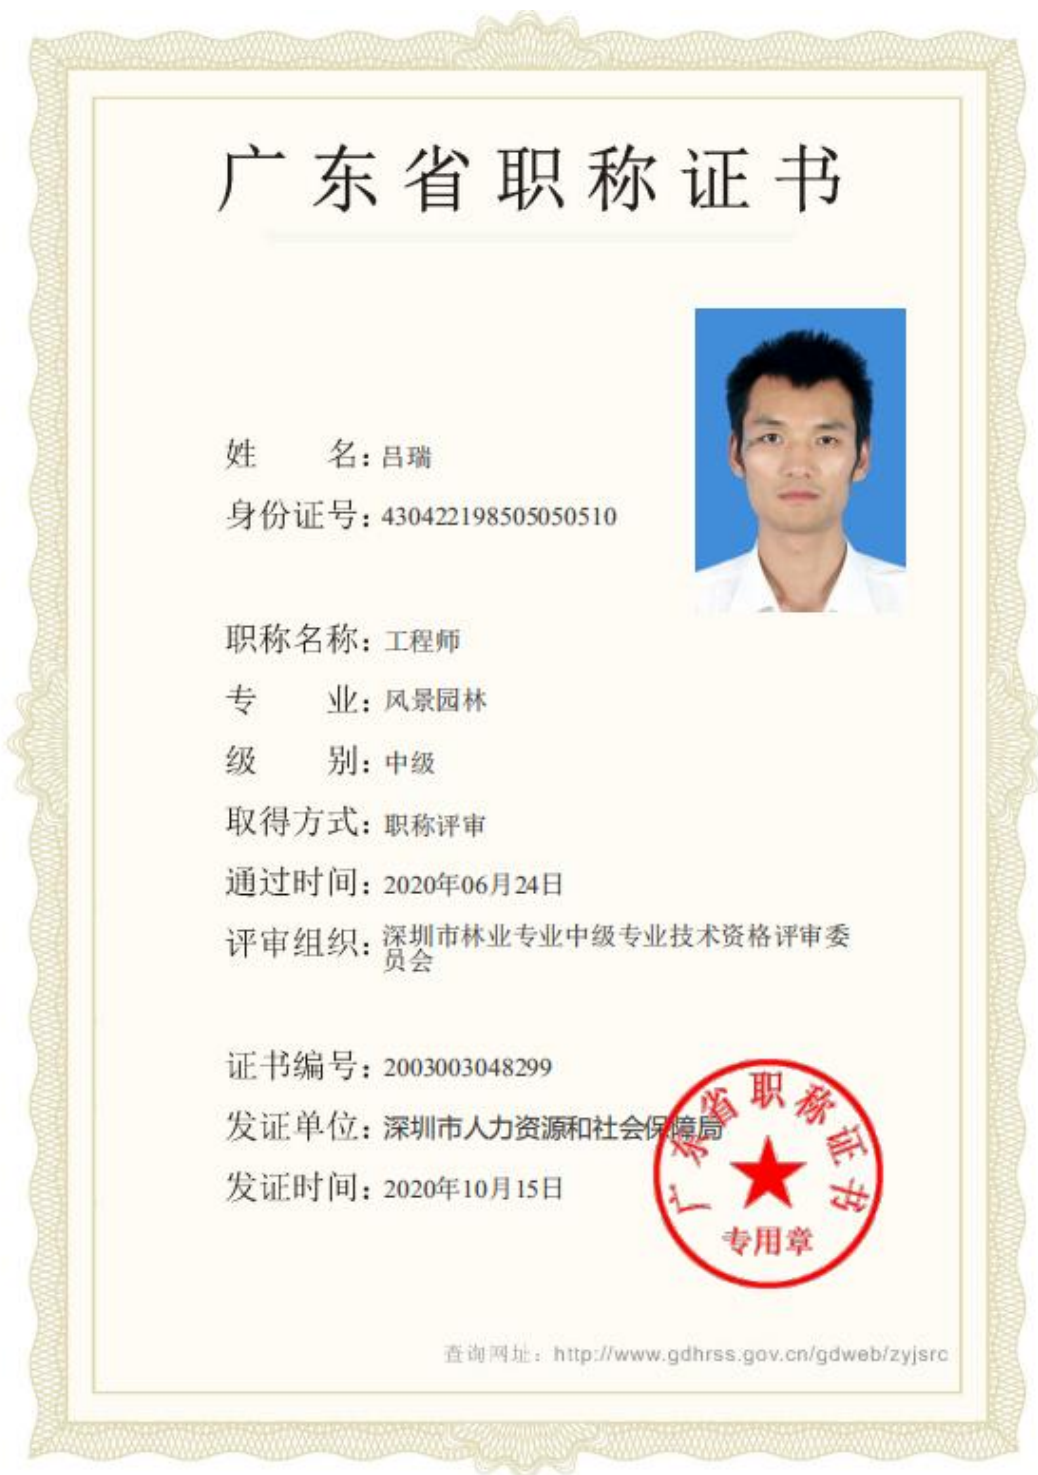 广东省职称证书
姓 名：吕瑞
身份证号：430422198505050510
职称名称：工程师
专 业：风景园林
级 别：中级
取得方式：职称评审
通过时间：2020年06月24日
评审组织：深圳市林业专业中级专业技术资格评审委
员会
证书编号：2003003048299
发证单位：深圳市人力资源和社会保障局
发证时间：2020年10月15日
广东省职称证书
专用章
查询网址：http://www.gdhrss.gov.cn/gdweb/zyjsrc